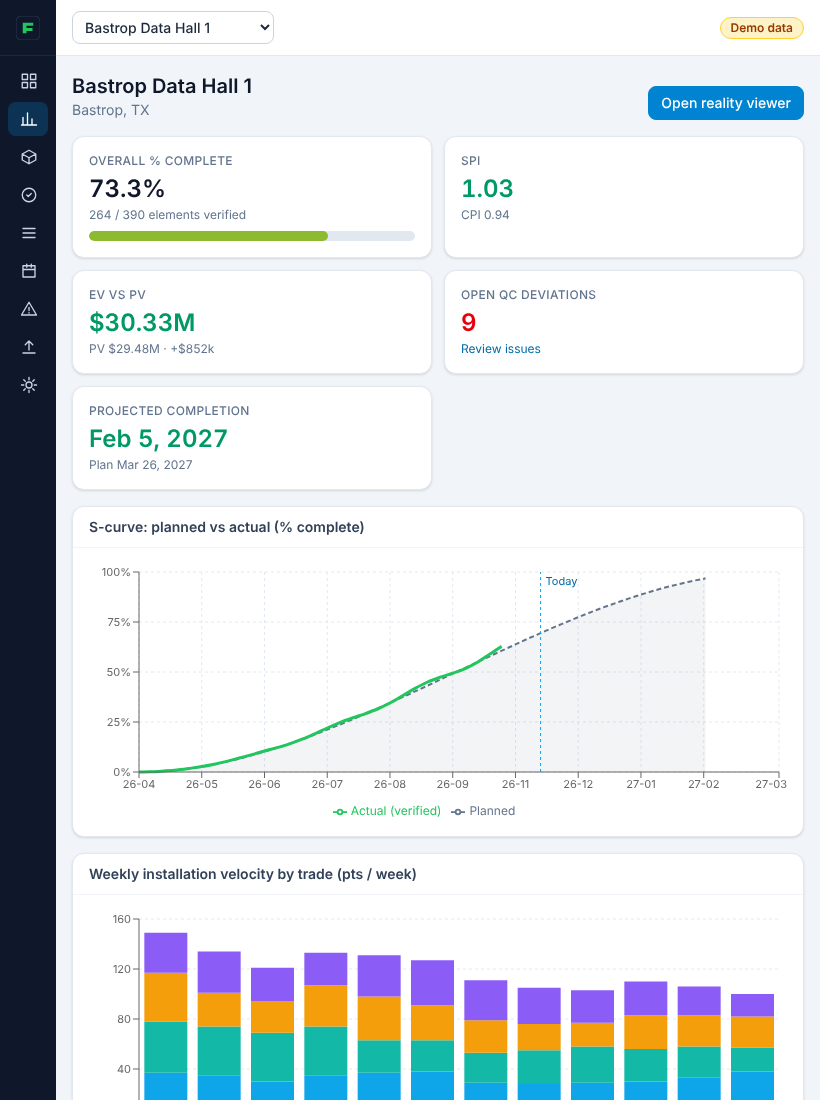 F
Bastrop Data Hall 1
Demo data
Bastrop Data Hall 1
Bastrop, TX
Open reality viewer
OVERALL % COMPLETE
73.3%
264 / 390 elements verified
SPI
1.03
CPI 0.94
EV VS PV
$30.33M
PV $29.48M · +$852k
OPEN QC DEVIATIONS
9
Review issues
PROJECTED COMPLETION
Feb 5, 2027
Plan Mar 26, 2027
S-curve: planned vs actual (% complete)
100%
Today
75%
50%
25%
0%
26-04 26-05 26-06 26-07 26-08 26-09 26-11 26-12 27-01 27-02 27-03
Actual (verified) Planned
Weekly installation velocity by trade (pts / week)
160
120
80
40